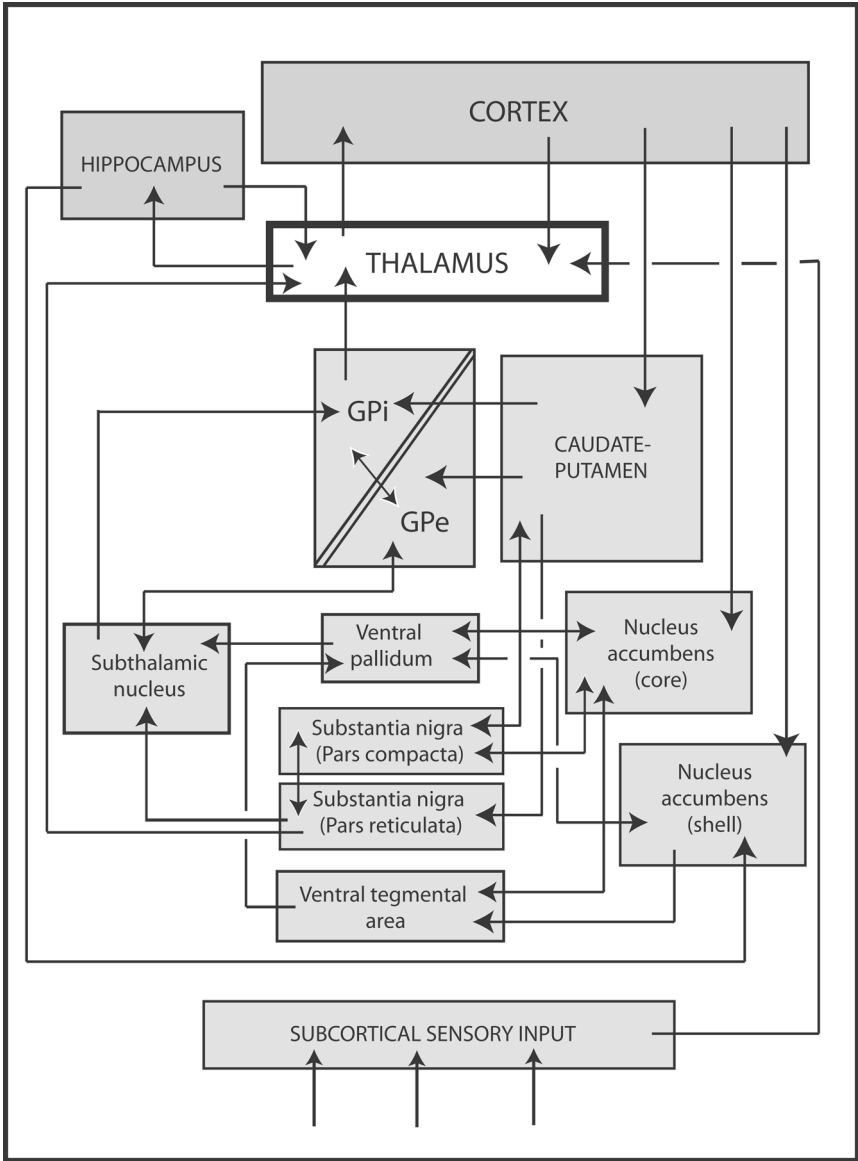 CORTEX
HIPPOCAMPUS
THALAMUS
GPi
CAUDATE-
PUTAMEN
GPe
Ventral
pallidum
Nucleus
accumbens
(core)
Subthalamic
nucleus
Substantia nigra
(Pars compacta)
Nucleus
accumbens
(shell)
Substantia nigra
(Pars reticulata)
Ventral tegmental
area
SUBCORTICAL SENSORY INPUT